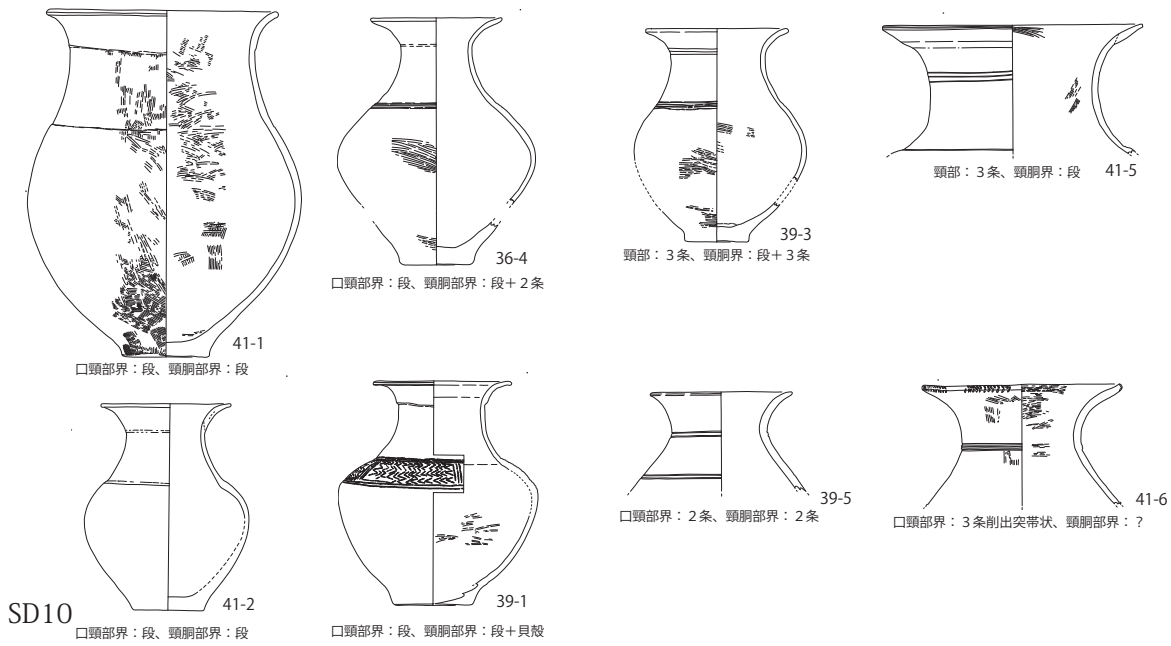 41-1
口頸部界：段、頸胴部界：段
36-4
口頸部界：段、頸胴部界：段＋２条
39-3
頸部：３条、頸胴界：段＋３条
頸部：３条、頸胴界：段
41-5
SD10
41-2
口頸部界：段、頸胴部界：段
39-1
口頸部界：段、頸胴部界：段＋貝殻
39-5
口頸部界：２条、頸胴部界：２条
41-6
口頸部界：３条削出突帯状、頸胴部界：？